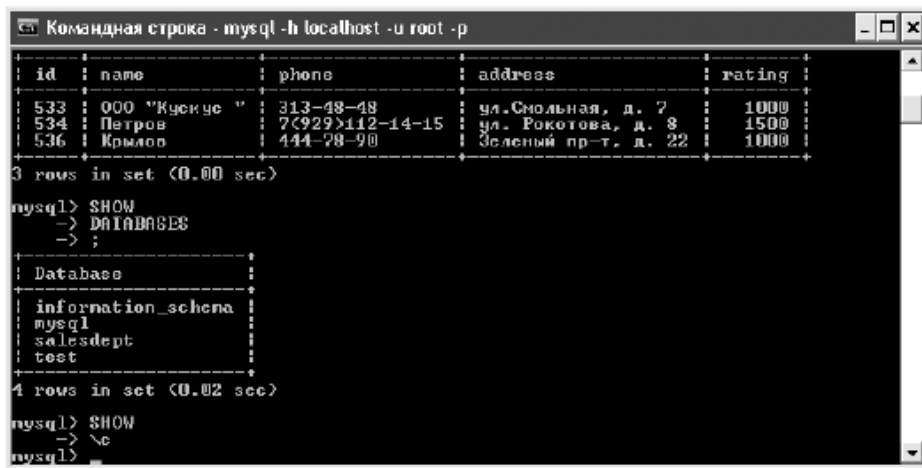 Командная строка - mysql -h localhost -u root -p
| id | name | phone | address | rating |
| 533 | ООО "Кускус " | 313-48-48 | ул.Смольная, д. 7 | 1000 |
| 534 | Петров | 7(929)112-14-15 | ул. Рокотова, д. 8 | 1500 |
| 536 | Крылов | 444-78-90 | Зеленый пр-т, д. 22 | 1000 |
3 rows in set (0.00 sec)
mysql> SHOW
-> DATABASES
-> ;
| Database |
| information_schema |
| mysql |
| salesdept |
| test |
4 rows in set (0.02 sec)
mysql> SHOW
-> \c
mysql> _